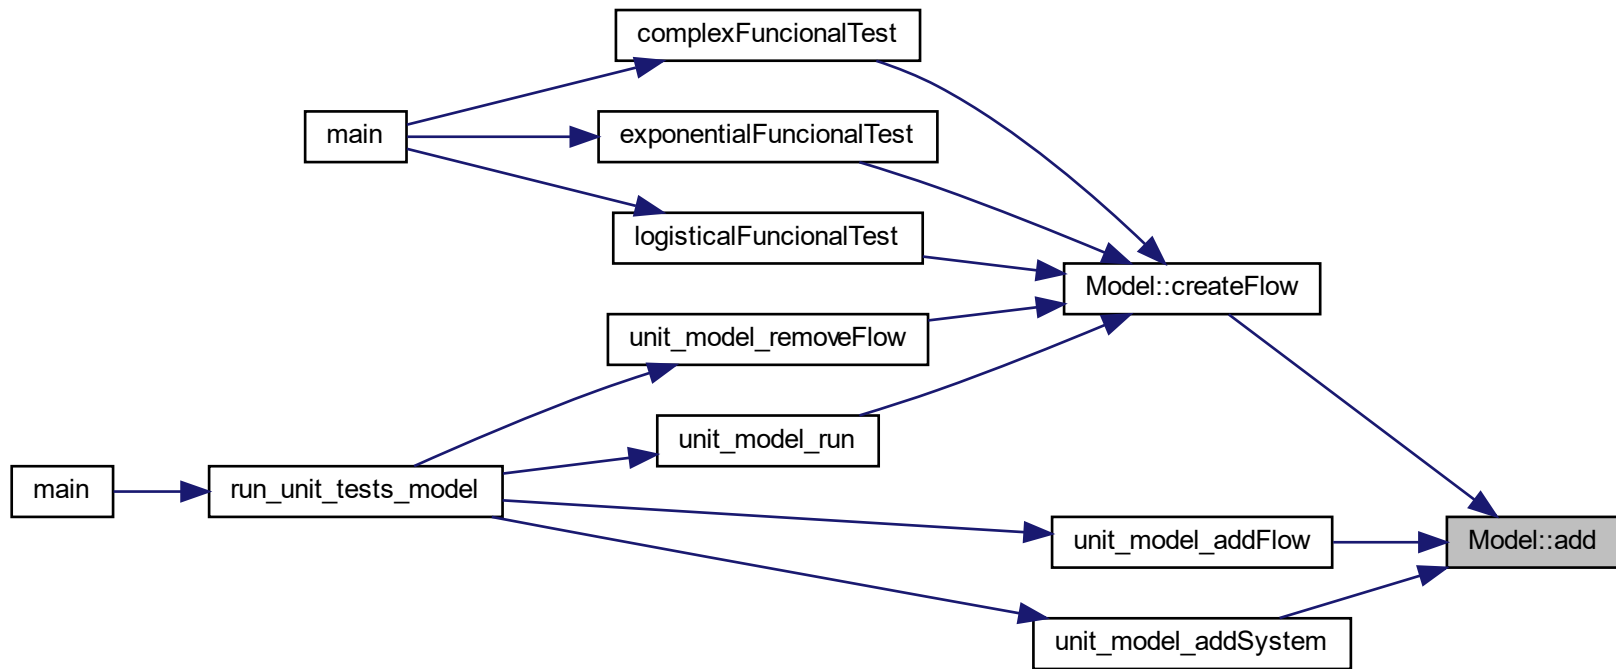 complexFuncionalTest
main
exponentialFuncionalTest
logisticalFuncionalTest
Model::createFlow
unit_model_removeFlow
unit_model_run
main
run_unit_tests_model
unit_model_addFlow
Model::add
unit_model_addSystem